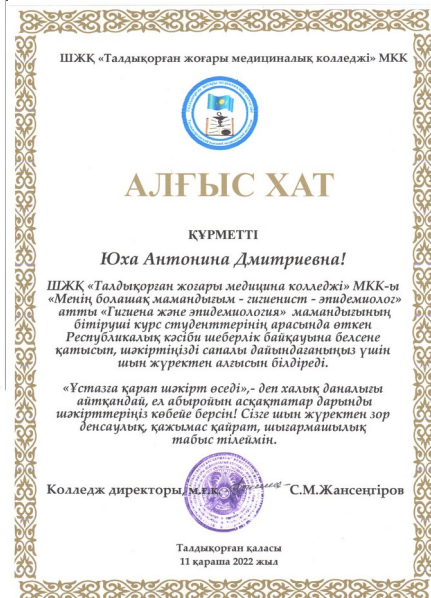 ШЖҚ «Талдықорған жоғары медициналық колледжі» МКК
АЛҒЫС ХАТ
ҚҰРМЕТТІ
Юха Антонина Дмитриевна!
ШЖҚ «Талдықорған жоғары медицина колледжі» МКК-ы
«Менің болашақ мамандығым - гигиенист - эпидемиолог»
атты «Гигиена және эпидемиология» мамандығының
бітіруші курс студенттерінің арасында өткен
Республикалық кәсіби шеберлік байқауына белсене
қатысып, шәкіртіңізді сапалы дайындағаныңыз үшін
шын жүректен алғысын білдіреді.
«Ұстазға қарап шәкірт өседі»,- деп халық даналығы
айтқандай, ел абыройын асқақтатар дарынды
шәкірттеріңіз көбейе берсін! Сізге шын жүректен зор
денсаулық, қажымас қайрат, шығармашылық
табыс тілеймін.
Колледж директоры, м.ғ.к. С.М.Жансеңгіров
Талдықорған қаласы
11 қараша 2022 жыл